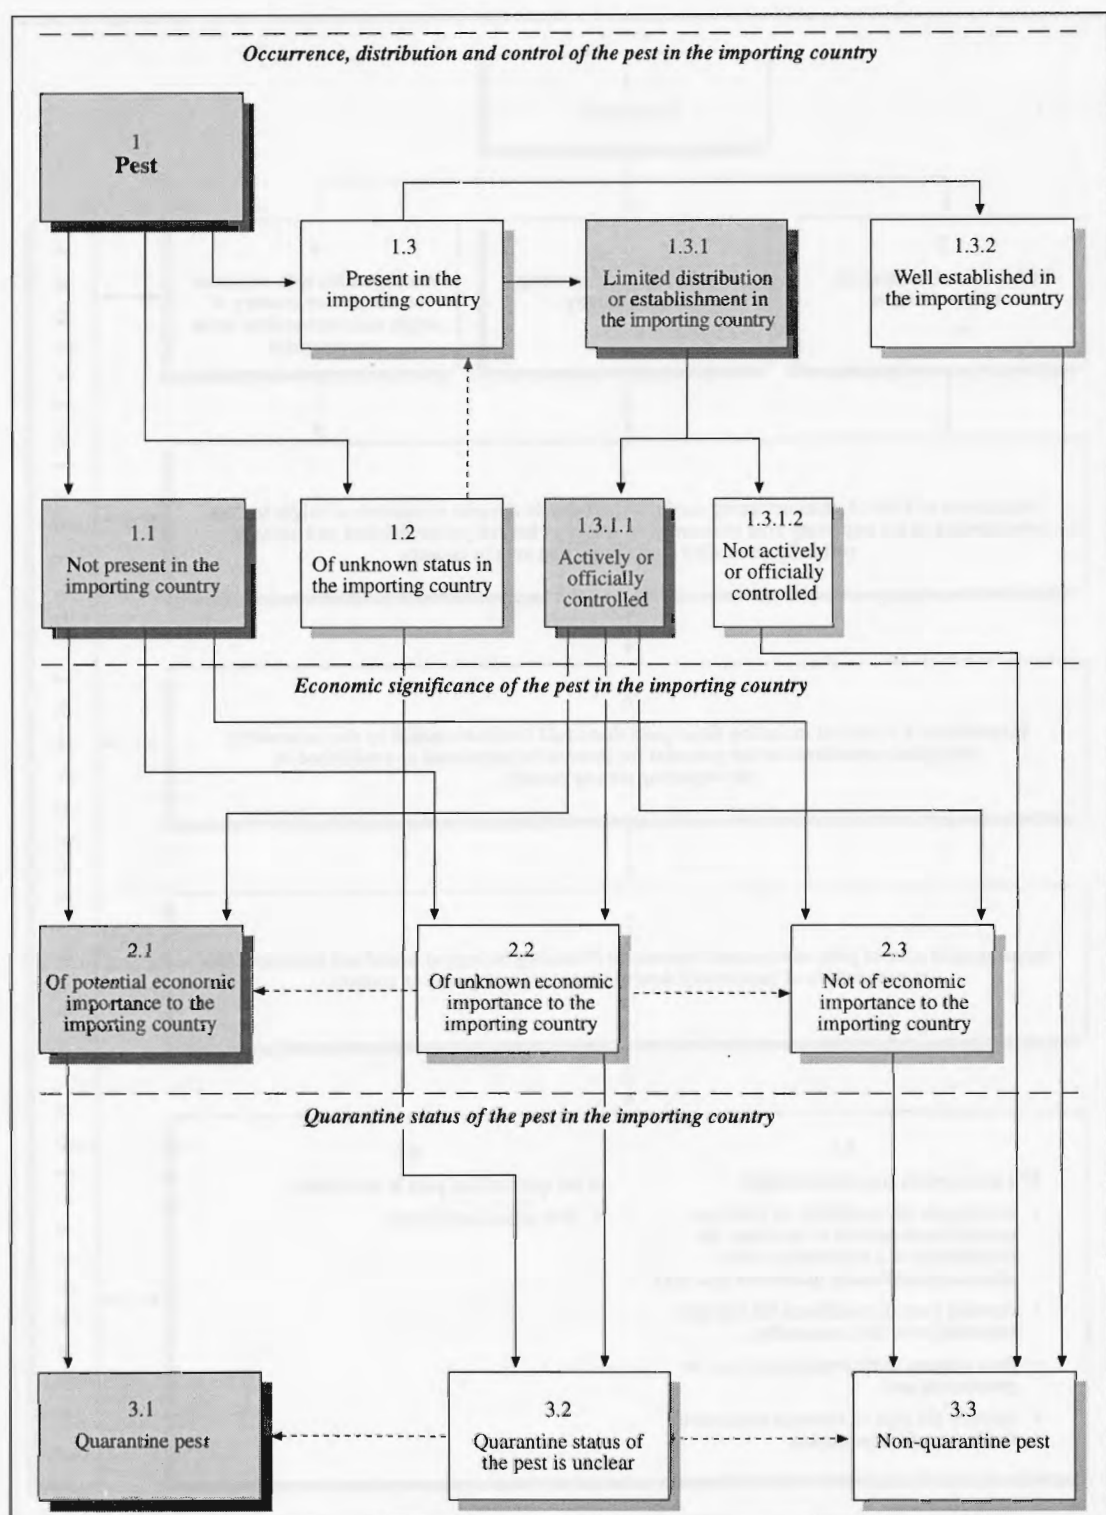 Occurrence, distribution and control of the pest in the importing country
1
Pest
1.3
Present in the
importing country
1.3.1
Limited distribution
or establishment in
the importing country
1.3.2
Well established in
the importing country
1.1
Not present in the
importing country
1.2
Of unknown status in
the importing country
1.3.1.1
Actively or
officially
controlled
1.3.1.2
Not actively
or officially
controlled
Economic significance of the pest in the importing country
2.1
Of potential economic
importance to the
importing country
2.2
Of unknown economic
importance to the
importing country
2.3
Not of economic
importance to the
importing country
Quarantine status of the pest in the importing country
3.1
Quarantine pest
3.2
Quarantine status of
the pest is unclear
3.3
Non-quarantine pest